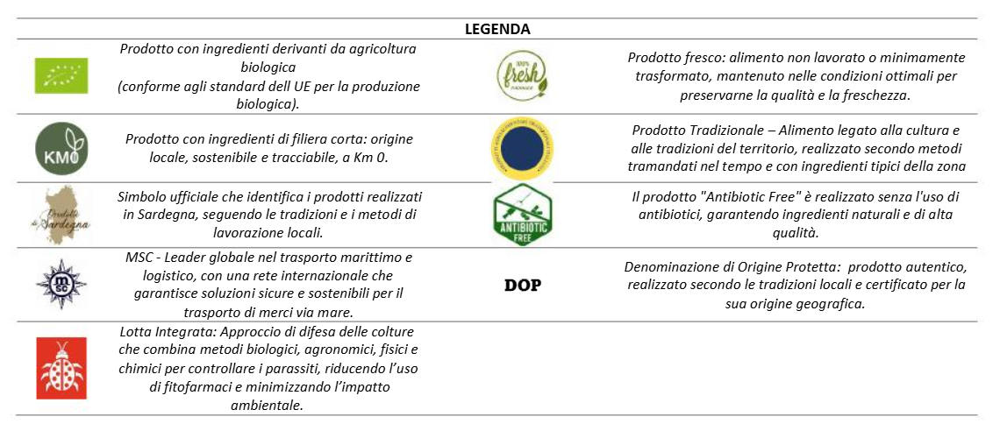 LEGENDA
Prodotto con ingredienti derivanti da agricoltura
biologica
(conforme agli standard dell UE per la produzione
biologica).
100%
fresh
Prodotto fresco: alimento non lavorato o minimamente
trasformato, mantenuto nelle condizioni ottimali per
preservarne la qualità e la freschezza.
KM0
Prodotto con ingredienti di filiera corta: origine
locale, sostenibile e tracciabile, a Km 0.
Prodotto Tradizionale – Alimento legato alla cultura e
alle tradizioni del territorio, realizzato secondo metodi
tramandati nel tempo e con ingredienti tipici della zona
Prodotti
di Sardegna
Simbolo ufficiale che identifica i prodotti realizzati
in Sardegna, seguendo le tradizioni e i metodi di
lavorazione locali.
ANTIBIOTIC
FREE
Il prodotto "Antibiotic Free" è realizzato senza l'uso di
antibiotici, garantendo ingredienti naturali e di alta
qualità.
m
sc
MSC - Leader globale nel trasporto marittimo e
logistico, con una rete internazionale che
garantisce soluzioni sicure e sostenibili per il
trasporto di merci via mare.
DOP
Denominazione di Origine Protetta:  prodotto autentico,
realizzato secondo le tradizioni locali e certificato per la
sua origine geografica.
Lotta Integrata: Approccio di difesa delle colture
che combina metodi biologici, agronomici, fisici e
chimici per controllare i parassiti, riducendo l’uso
di fitofarmaci e minimizzando l’impatto
ambientale.